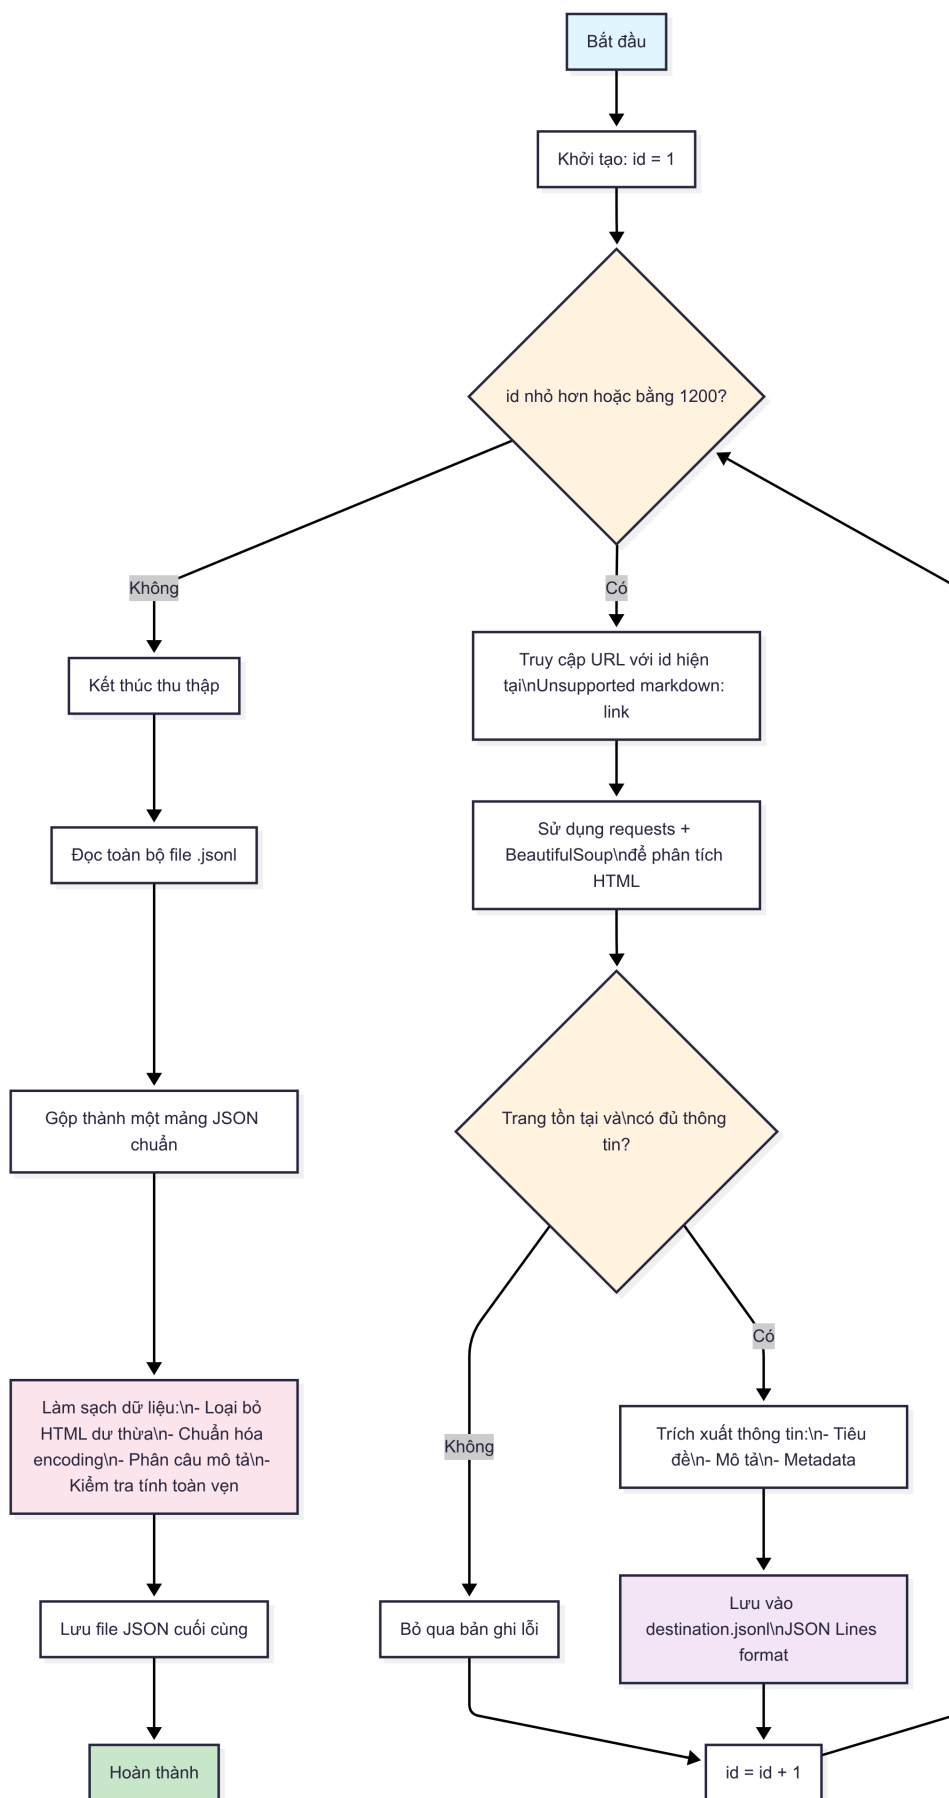 Bắt đầu
Khởi tạo: id = 1
id nhỏ hơn hoặc bằng 1200?
Không
Có
Kết thúc thu thập
Truy cập URL với id hiện
tại\nUnsupported markdown:
link
Đọc toàn bộ file .jsonl
Sử dụng requests +
BeautifulSoup\nđể phân tích
HTML
Gộp thành một mảng JSON
chuẩn
Trang tồn tại và\ncó đủ thông
tin?
Không
Có
Làm sạch dữ liệu:\n- Loại bỏ
HTML dư thừa\n- Chuẩn hóa
encoding\n- Phân câu mô tả\n-
Kiểm tra tính toàn vẹn
Trích xuất thông tin:\n- Tiêu
đề\n- Mô tả\n- Metadata
Lưu file JSON cuối cùng
Bỏ qua bản ghi lỗi
Lưu vào
destination.jsonl\nJSON Lines
format
Hoàn thành
id = id + 1